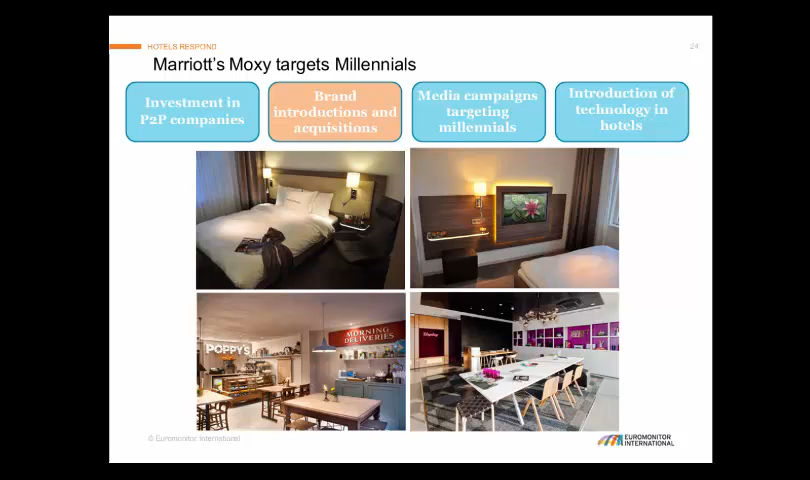 HOTELS RESPOND
24
Marriott's Moxy targets Millennials
Investment in
P2P companies
Brand
introductions and
acquisitions
Media campaigns
targeting
millennials
Introduction of
technology in
hotels
POPPY'S
MORNING
DELIVERIES
© Euromonitor International
EUROMONITOR
INTERNATIONAL